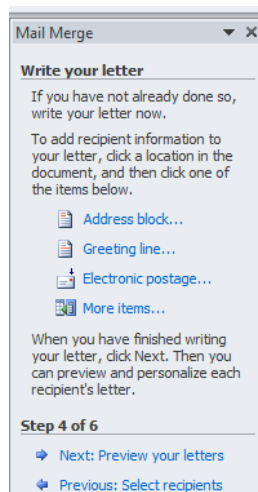 Mail Merge
Write your letter
If you have not already done so,
write your letter now.
To add recipient information to
your letter, click a location in the
document, and then click one of
the items below.
Address block...
Greeting line...
Electronic postage...
More items...
When you have finished writing
your letter, click Next. Then you
can preview and personalize each
recipient's letter.
Step 4 of 6
Next: Preview your letters
Previous: Select recipients